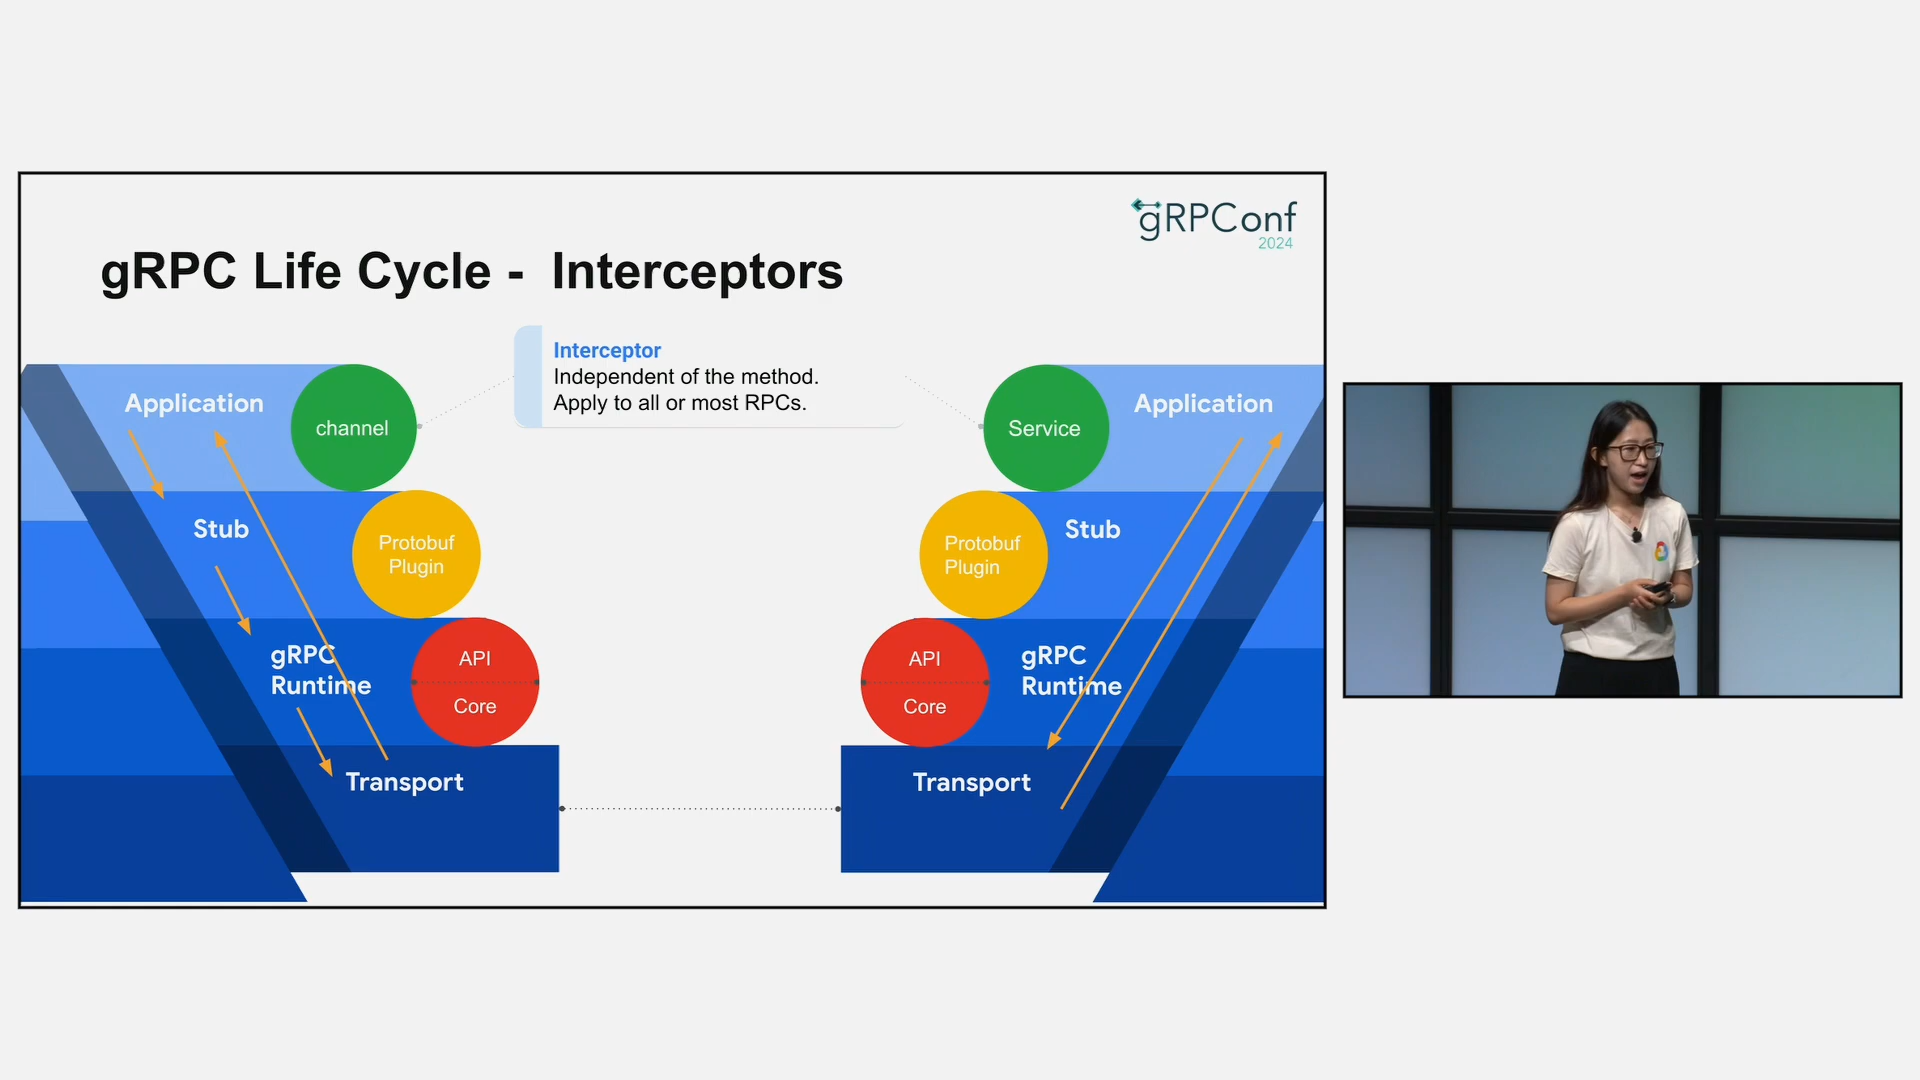 gRPConf
2024
gRPC Life Cycle - Interceptors
Interceptor
Independent of the method.
Apply to all or most RPCs.
Application
channel
Stub
Protobuf
Plugin
gRPC
Runtime
API
Core
Transport
Service
Application
Protobuf
Plugin
Stub
API
Core
gRPC
Runtime
Transport